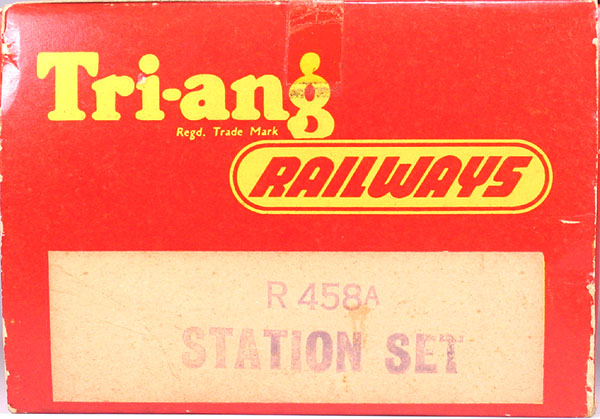 Tri-ang
Regd. Trade Mark
RAILWAYS
R 458A
STATION SET